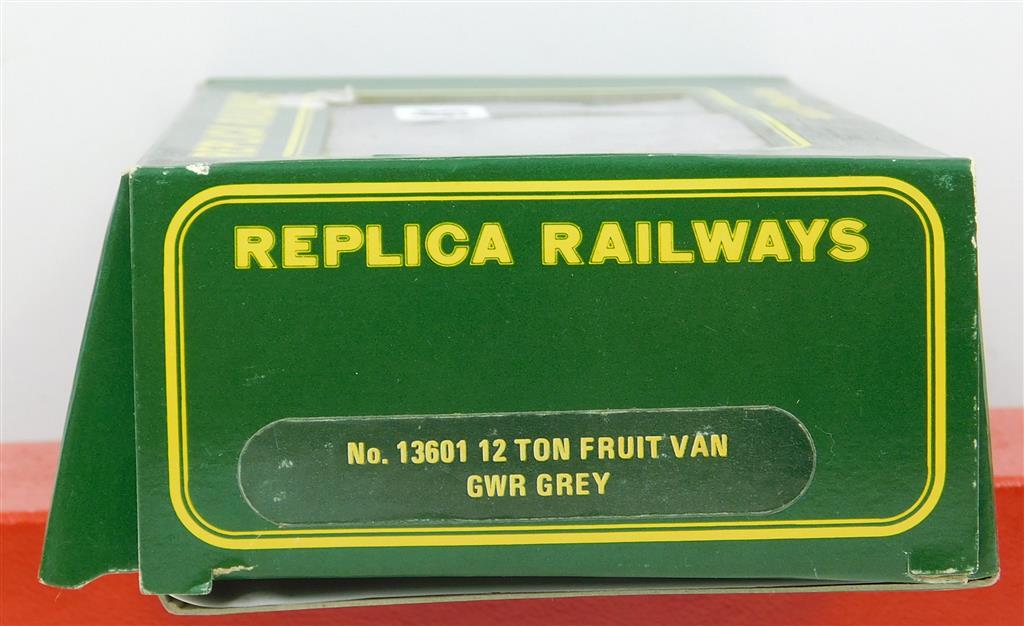 REPLICA RAILWAYS
No. 13601 12 TON FRUIT VAN
GWR GREY